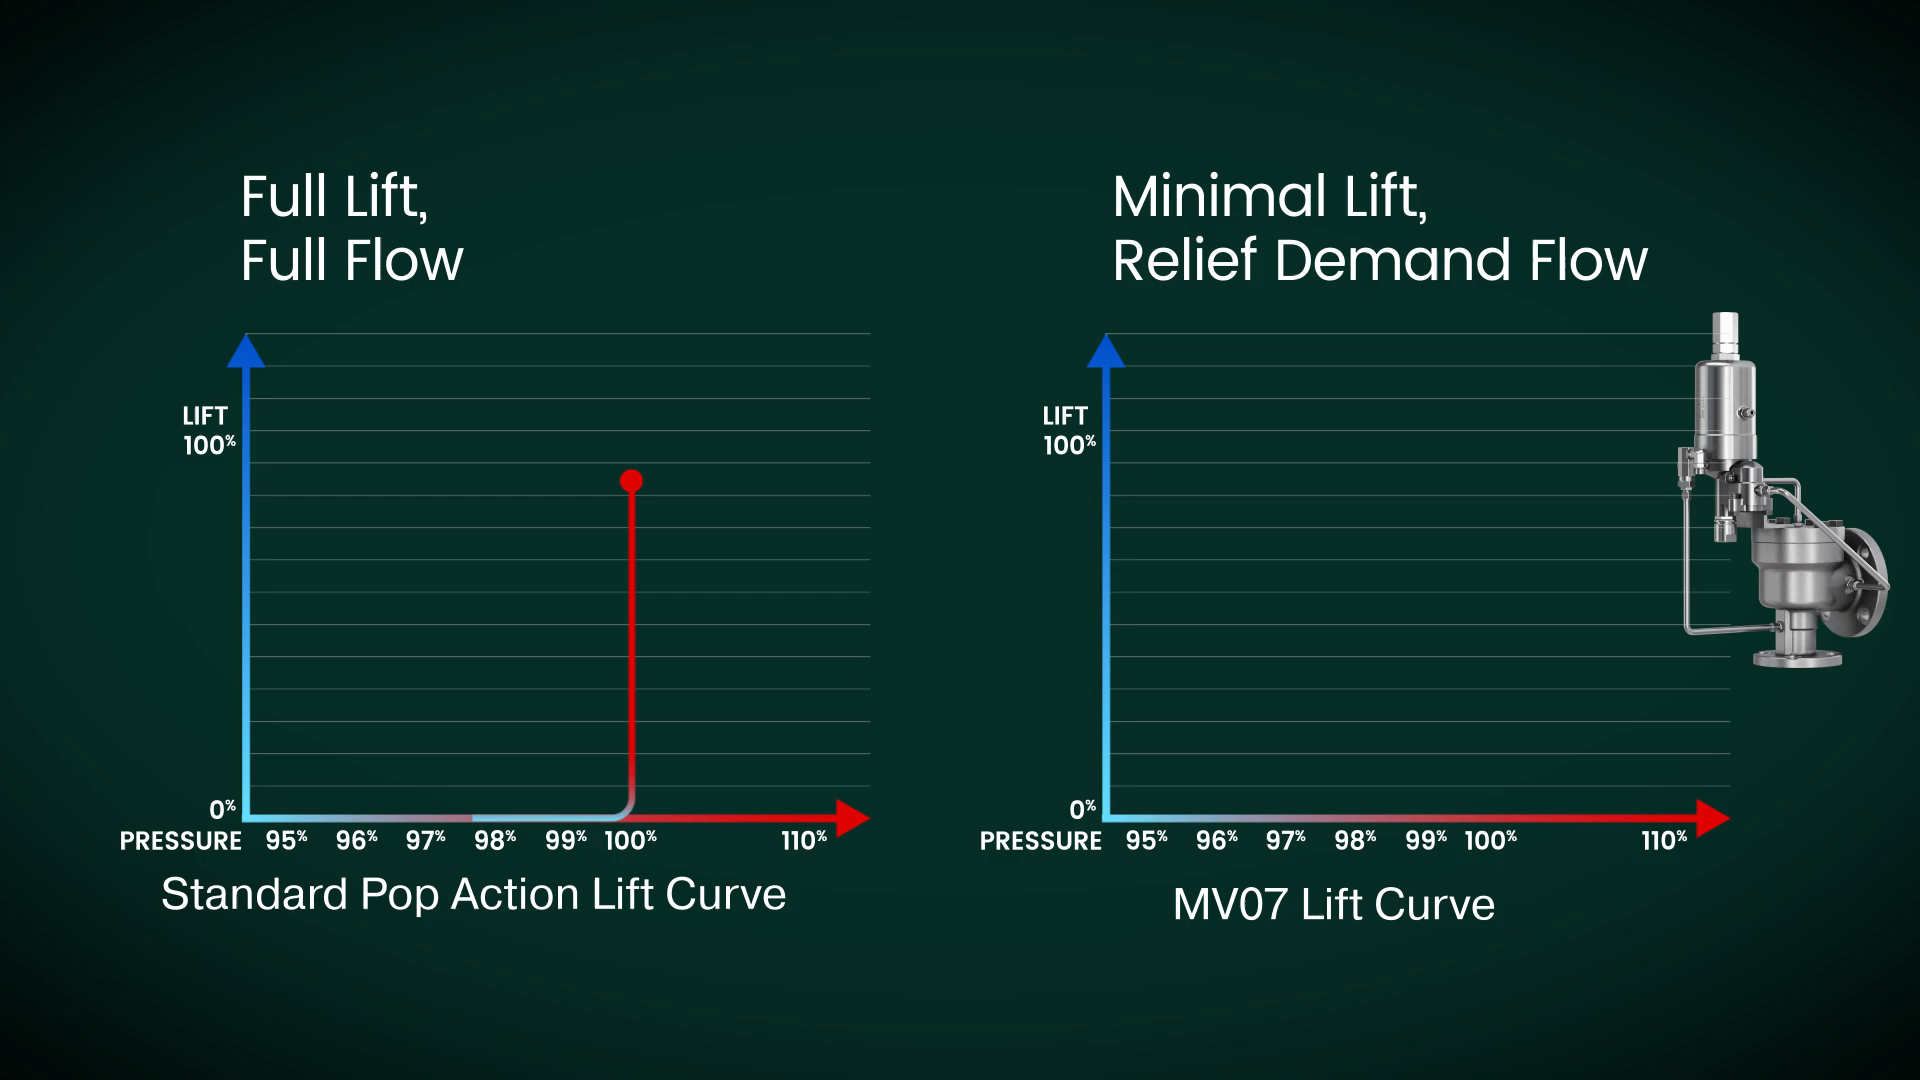 Full Lift,
Full Flow
LIFT
100%
0%
PRESSURE 95% 96% 97% 98% 99% 100% 110%
Standard Pop Action Lift Curve
Minimal Lift,
Relief Demand Flow
LIFT
100%
0%
PRESSURE 95% 96% 97% 98% 99% 100% 110%
MV07 Lift Curve